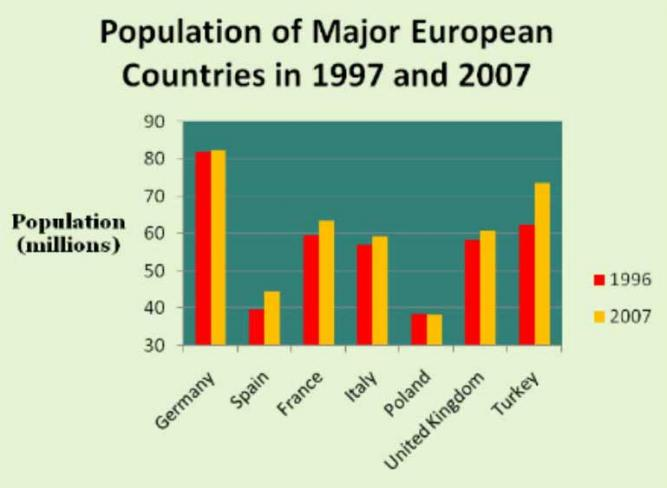 Population of Major European
Countries in 1997 and 2007
90
80
70
60
50
40
30
Population
(millions)
Germany
Spain
France
Italy
Poland
United Kingdom
Turkey
1996
2007